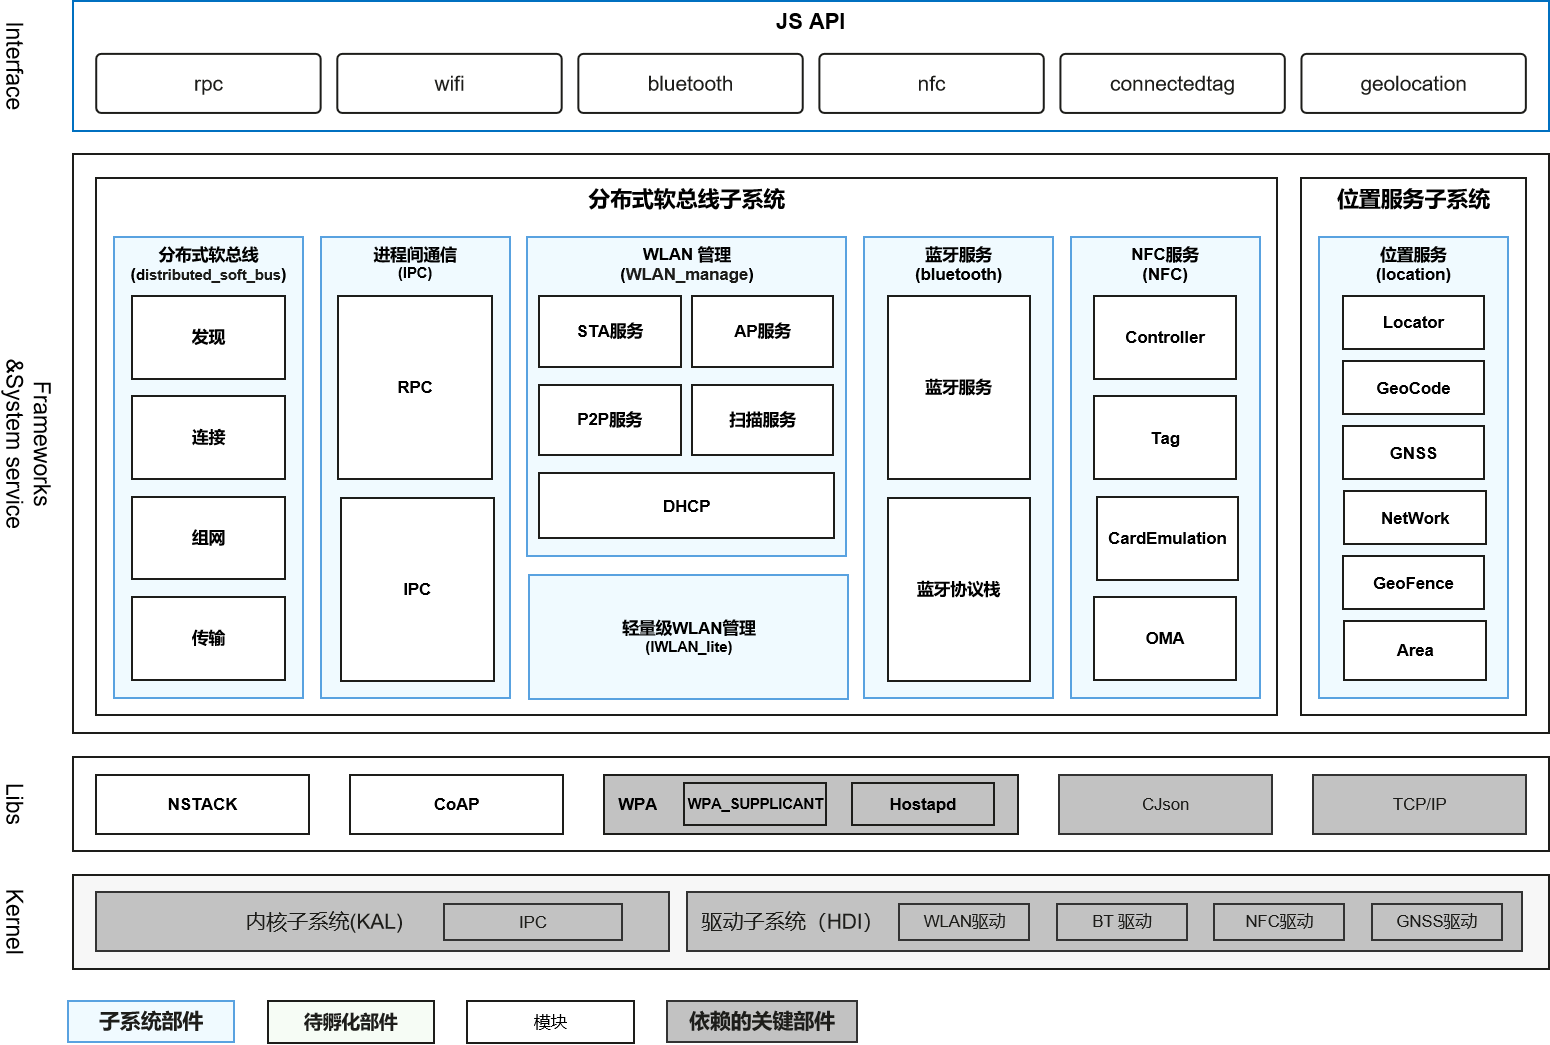 Interface
JS API
rpc
wifi
bluetooth
nfc
connectedtag
geolocation
Frameworks
&System service
分布式软总线子系统
分布式软总线
(distributed_soft_bus)
发现
连接
组网
传输
进程间通信
(IPC)
RPC
IPC
WLAN 管理
(WLAN_manage)
STA服务
AP服务
P2P服务
扫描服务
DHCP
轻量级WLAN管理
(IWLAN_lite)
蓝牙服务
(bluetooth)
蓝牙服务
蓝牙协议栈
NFC服务
(NFC)
Controller
Tag
CardEmulation
OMA
位置服务子系统
位置服务
(location)
Locator
GeoCode
GNSS
NetWork
GeoFence
Area
Libs
NSTACK
CoAP
WPA
WPA_SUPPLICANT
Hostapd
CJson
TCP/IP
Kernel
内核子系统(KAL)
IPC
驱动子系统（HDI）
WLAN驱动
BT 驱动
NFC驱动
GNSS驱动
子系统部件
待孵化部件
模块
依赖的关键部件